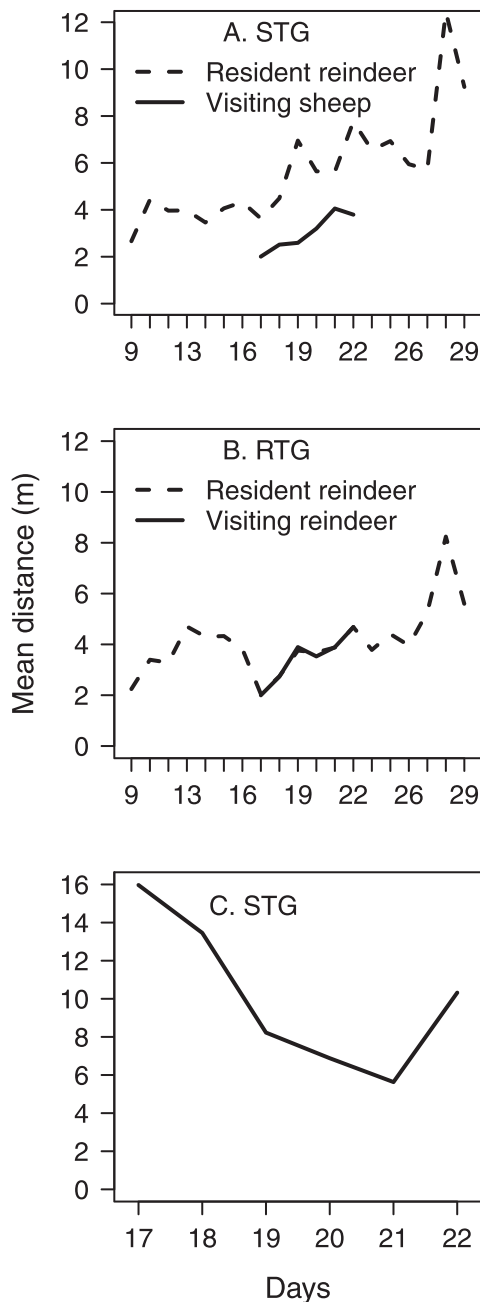 12
10
8
6
4
2
0
A. STG
Resident reindeer
Visiting sheep
9 13 16 19 22 26 29
Mean distance (m)
12
10
8
6
4
2
0
B. RTG
Resident reindeer
Visiting reindeer
9 13 16 19 22 26 29
16
14
12
10
8
6
4
2
0
C. STG
17 18 19 20 21 22
Days